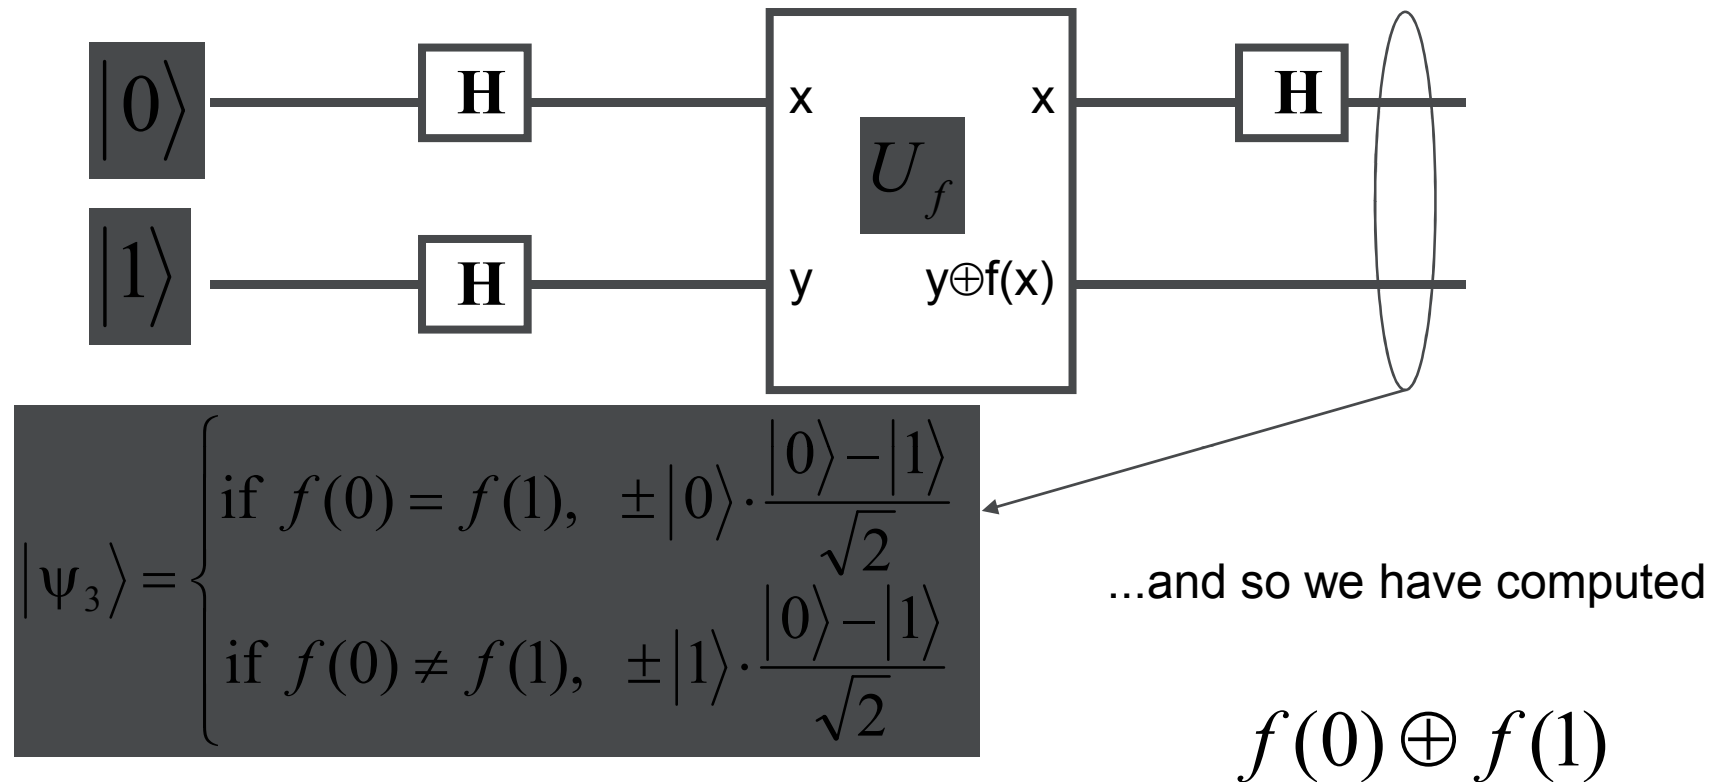 |0⟩ H x x H
U_f
|1⟩ H y y⊕f(x)
|ψ₃⟩ = { if f(0) = f(1), ±|0⟩ · (|0⟩−|1⟩)/√2
if f(0) ≠ f(1), ±|1⟩ · (|0⟩−|1⟩)/√2
...and so we have computed
f(0) ⊕ f(1)